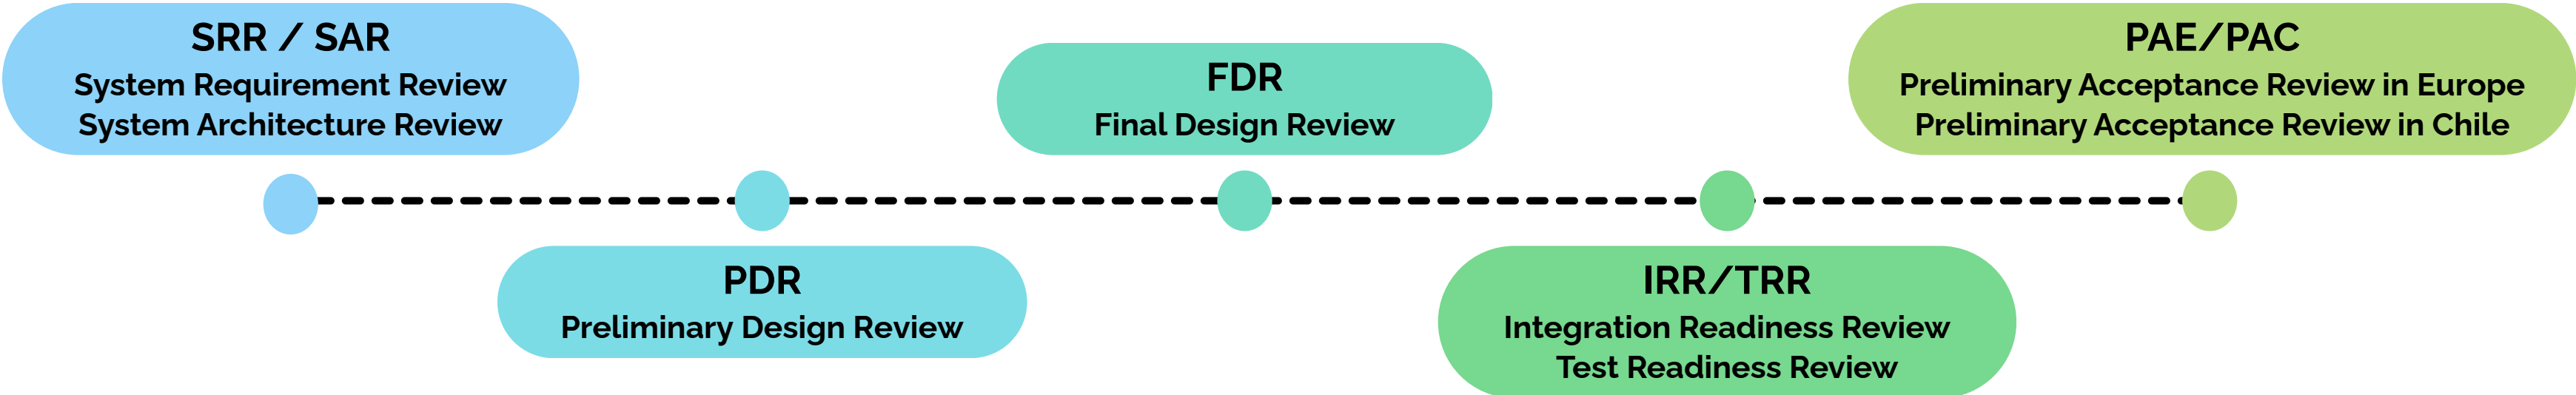 SRR / SAR
System Requirement Review
System Architecture Review
PDR
Preliminary Design Review
FDR
Final Design Review
IRR/TRR
Integration Readiness Review
Test Readiness Review
PAE/PAC
Preliminary Acceptance Review in Europe
Preliminary Acceptance Review in Chile